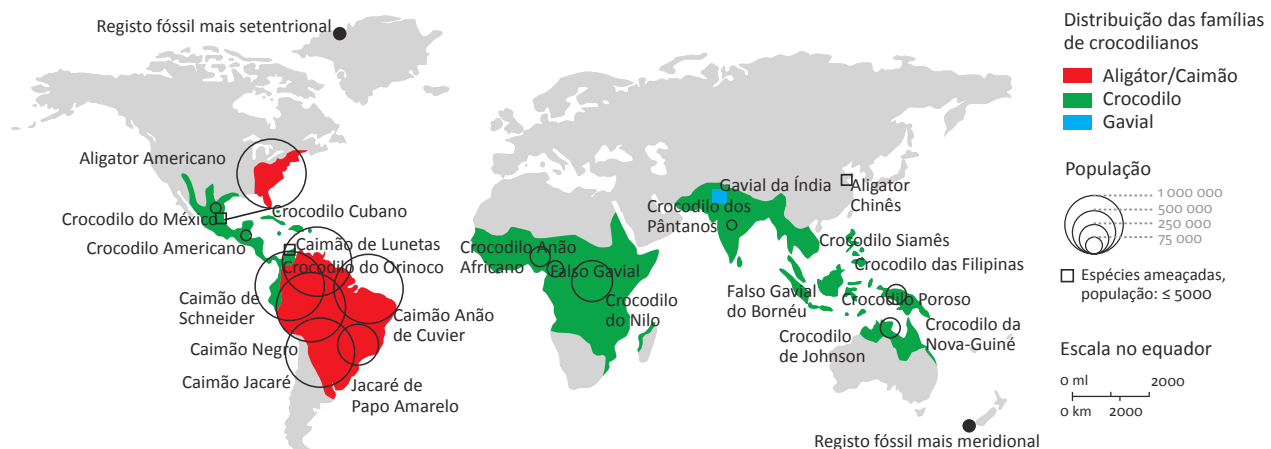 Registo fóssil mais setentrional
Aligator Americano
Crocodilo do México
Crocodilo Cubano
Crocodilo Americano
Caimão de Lunetas
Crocodilo do Orinoco
Caimão de
Schneider
Caimão Anão
de Cuvier
Caimão Negro
Caimão Jacaré
Jacaré de
Papo Amarelo
Crocodilo Anão
Africano
Falso Gavial
Crocodilo
do Nilo
Gavial da Índia
Crocodilo dos
Pântanos
Aligator
Chinês
Crocodilo Siamês
Crocodilo das Filipinas
Falso Gavial
do Bornéu
Crocodilo Poroso
Crocodilo
de Johnson
Crocodilo da
Nova-Guiné
Registo fóssil mais meridional
Distribuição das famílias
de crocodilianos
Aligátor/Caimão
Crocodilo
Gavial
População
1 000 000
500 000
250 000
75 000
Espécies ameaçadas,
população: ≤ 5000
Escala no equador
0 ml 2000
0 km 2000